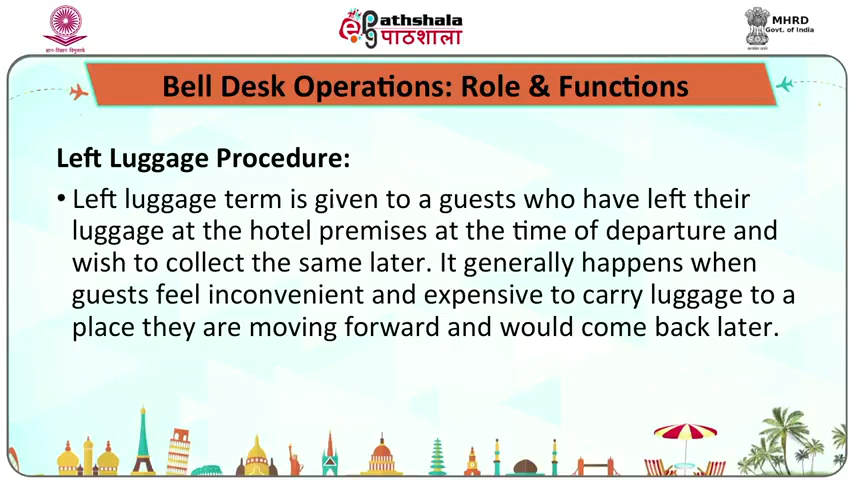 ज्ञान-विज्ञान विमुक्तये
ePathshala
पाठशाला
MHRD
Govt. of India
Bell Desk Operations: Role & Functions
Left Luggage Procedure:
• Left luggage term is given to a guests who have left their
luggage at the hotel premises at the time of departure and
wish to collect the same later. It generally happens when
guests feel inconvenient and expensive to carry luggage to a
place they are moving forward and would come back later.